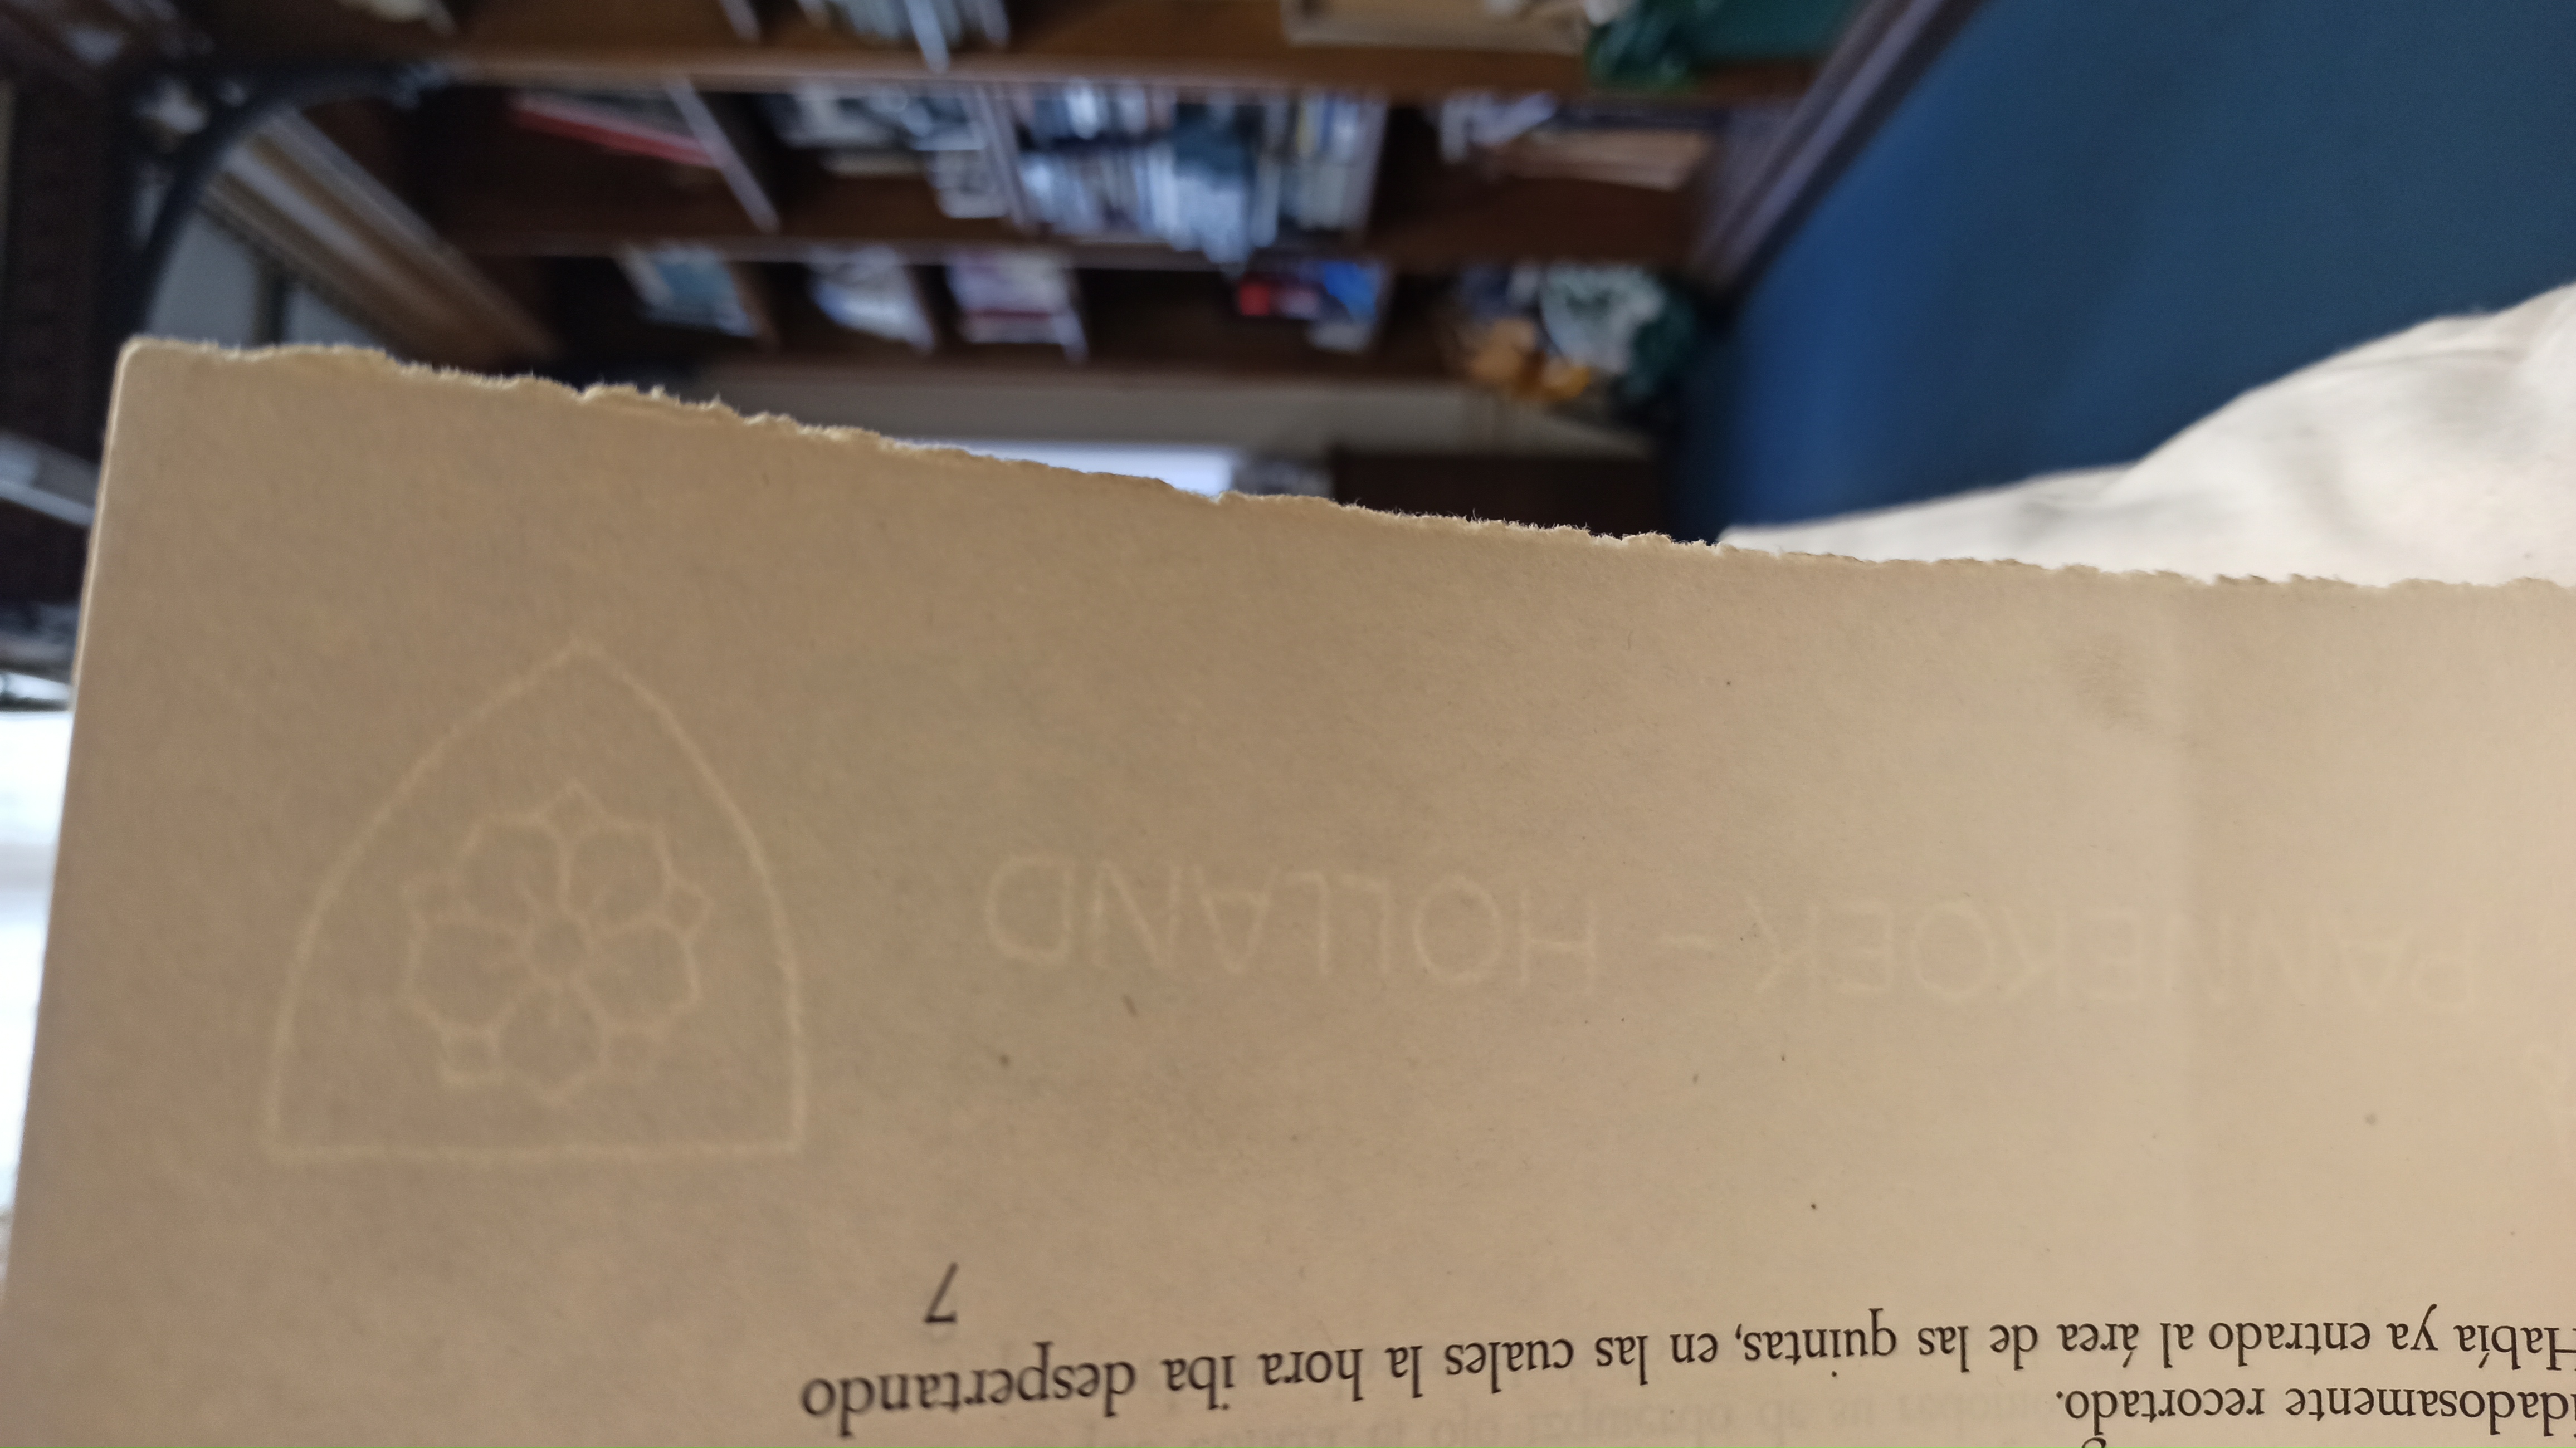 idadosamente recortado.
Había ya entrado al área de las quintas, en las cuales la hora iba despertando
7
PANNEKOEK – HOLLAND